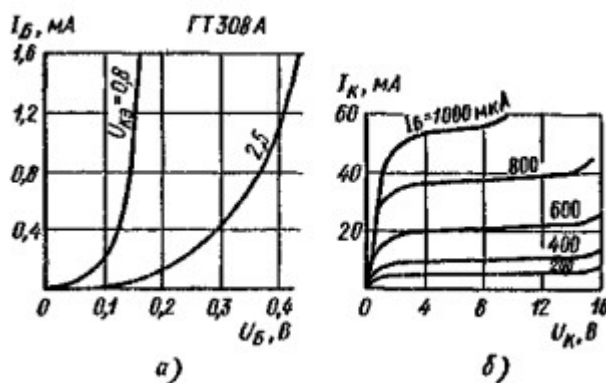 I_Б, мА ГТ308А
1,6
1,2
0,8
0,4
0 0,1 0,2 0,3 0,4
U_КЭ=0,8
2,5
U_Б, В
а)
I_К, мА
60
40
20
0 4 8 12 16
I_Б=1000 мкА
800
600
400
200
U_К, В
б)